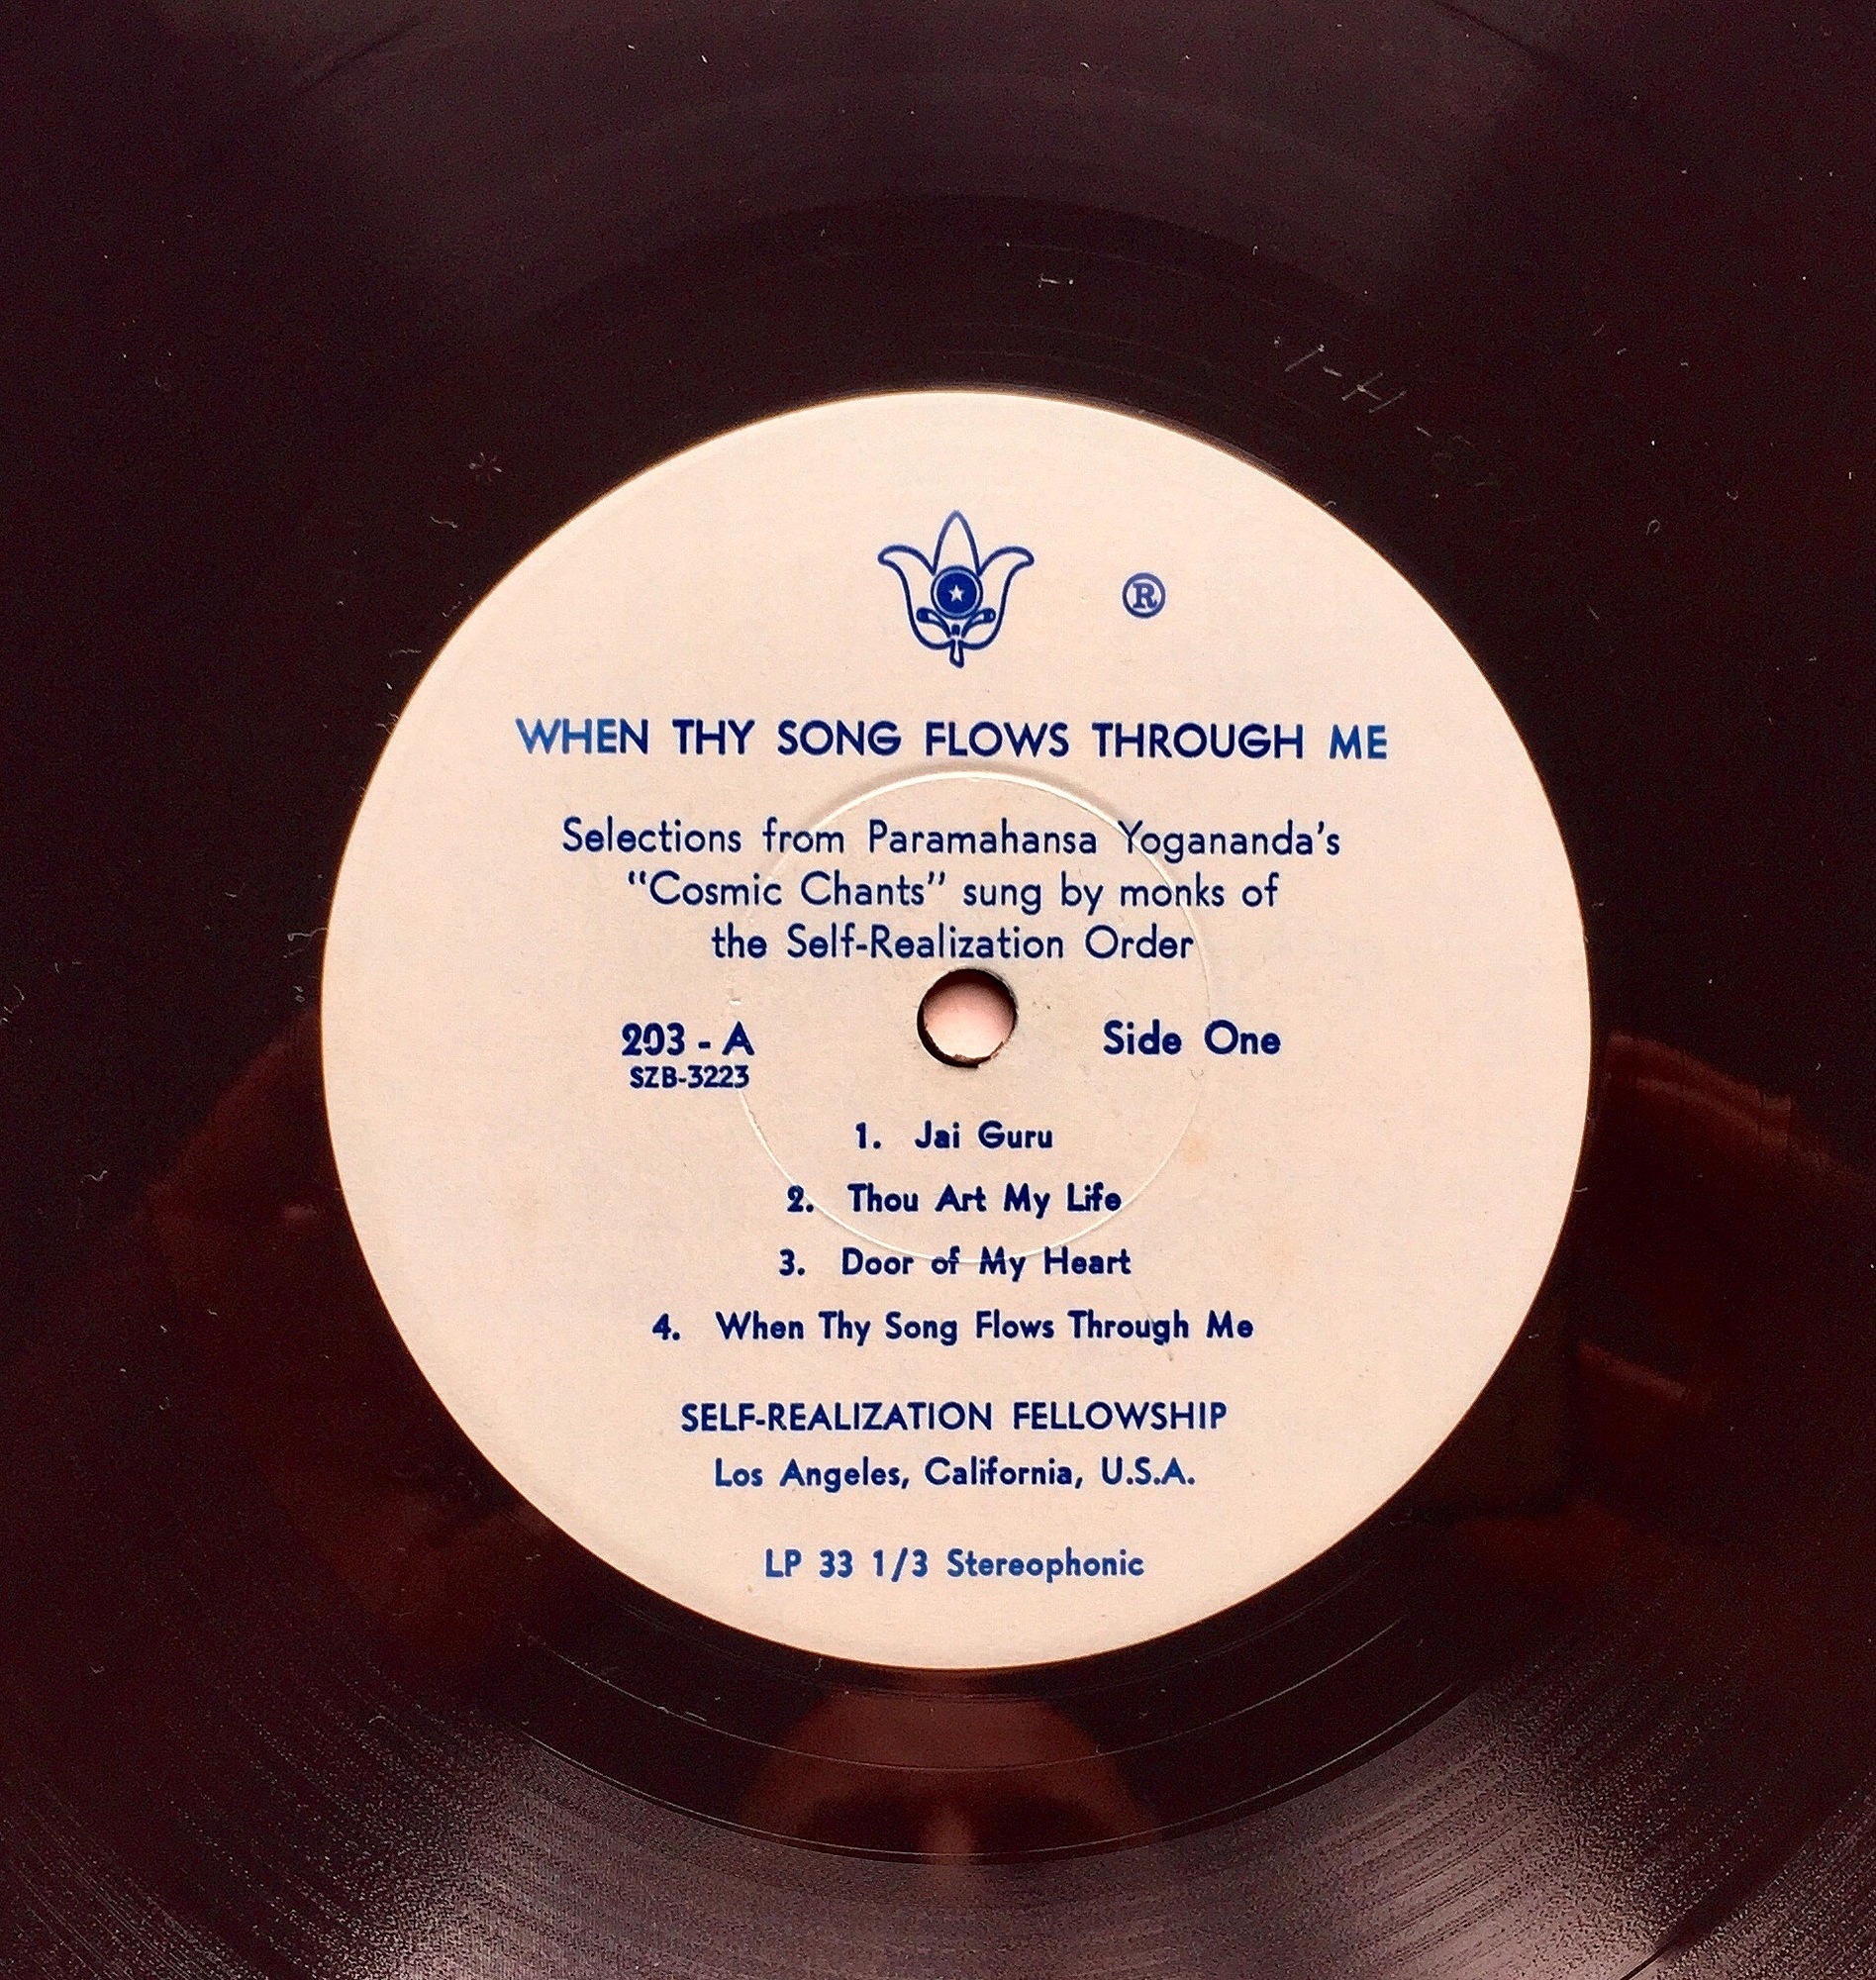 ®
WHEN THY SONG FLOWS THROUGH ME
Selections from Paramahansa Yogananda's
"Cosmic Chants" sung by monks of
the Self-Realization Order
203 - A
Side One
SZB-3223
1. Jai Guru
2. Thou Art My Life
3. Door of My Heart
4. When Thy Song Flows Through Me
SELF-REALIZATION FELLOWSHIP
Los Angeles, California, U.S.A.
LP 33 1/3 Stereophonic